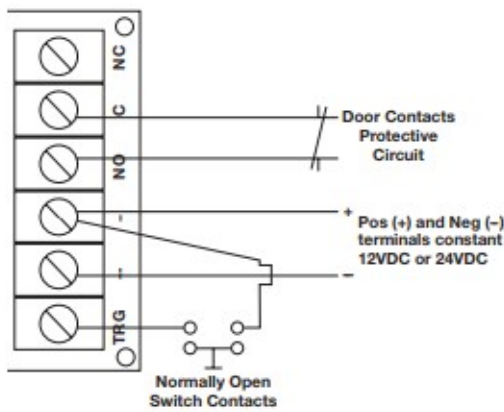 NC
C
NO
–
+
TRG
Door Contacts
Protective
Circuit
+
Pos (+) and Neg (–)
terminals constant
12VDC or 24VDC
–
Normally Open
Switch Contacts